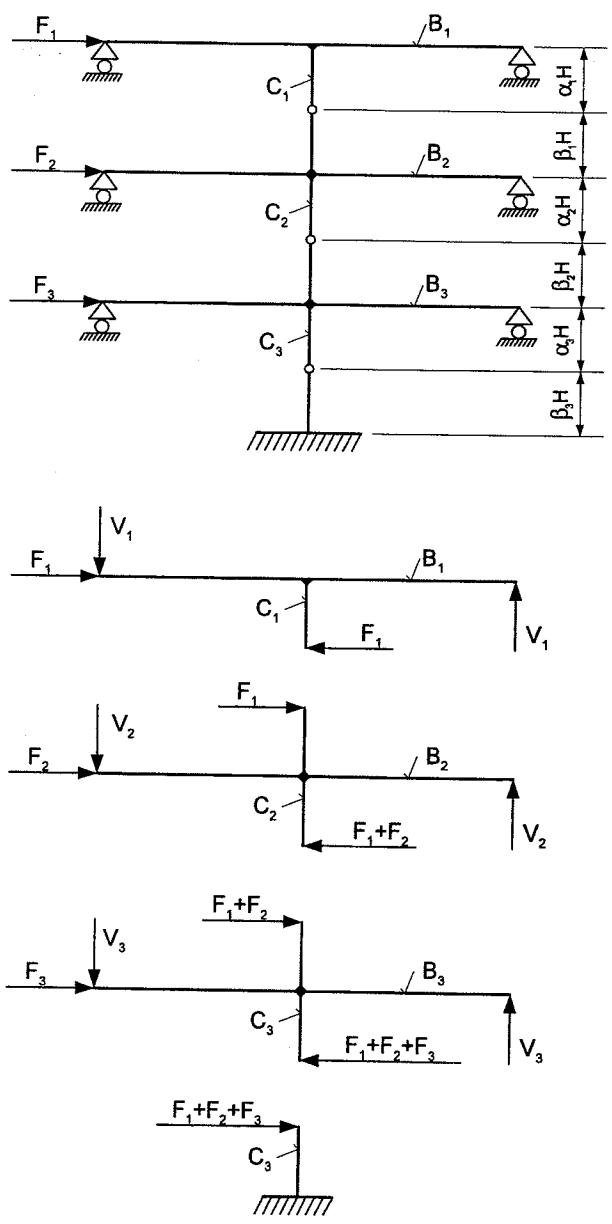 F₁ B₁
C₁ α₁H
β₁H
F₂ B₂
C₂ α₂H
β₂H
F₃ B₃
C₃ α₃H
β₃H
V₁
F₁ B₁
C₁
F₁ V₁
F₁
V₂
F₂ B₂
C₂
F₁+F₂ V₂
F₁+F₂
V₃
F₃ B₃
C₃
F₁+F₂+F₃ V₃
F₁+F₂+F₃
C₃